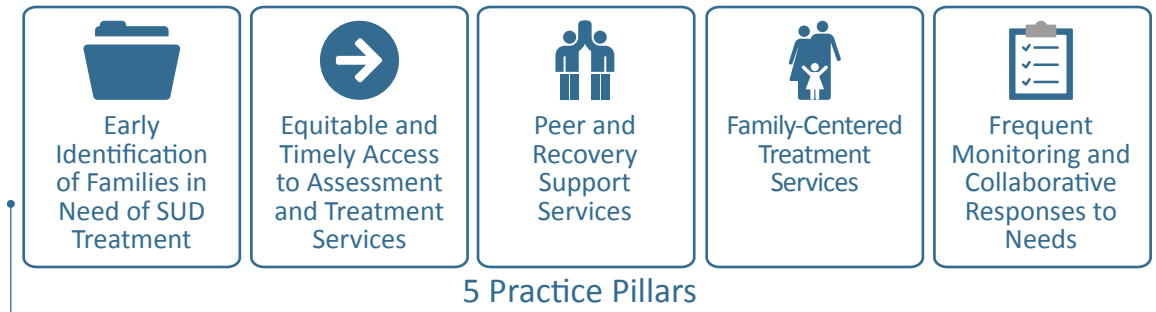 Early
Identification
of Families in
Need of SUD
Treatment
Equitable and
Timely Access
to Assessment
and Treatment
Services
Peer and
Recovery
Support
Services
Family-Centered
Treatment
Services
Frequent
Monitoring and
Collaborative
Responses to
Needs
5 Practice Pillars